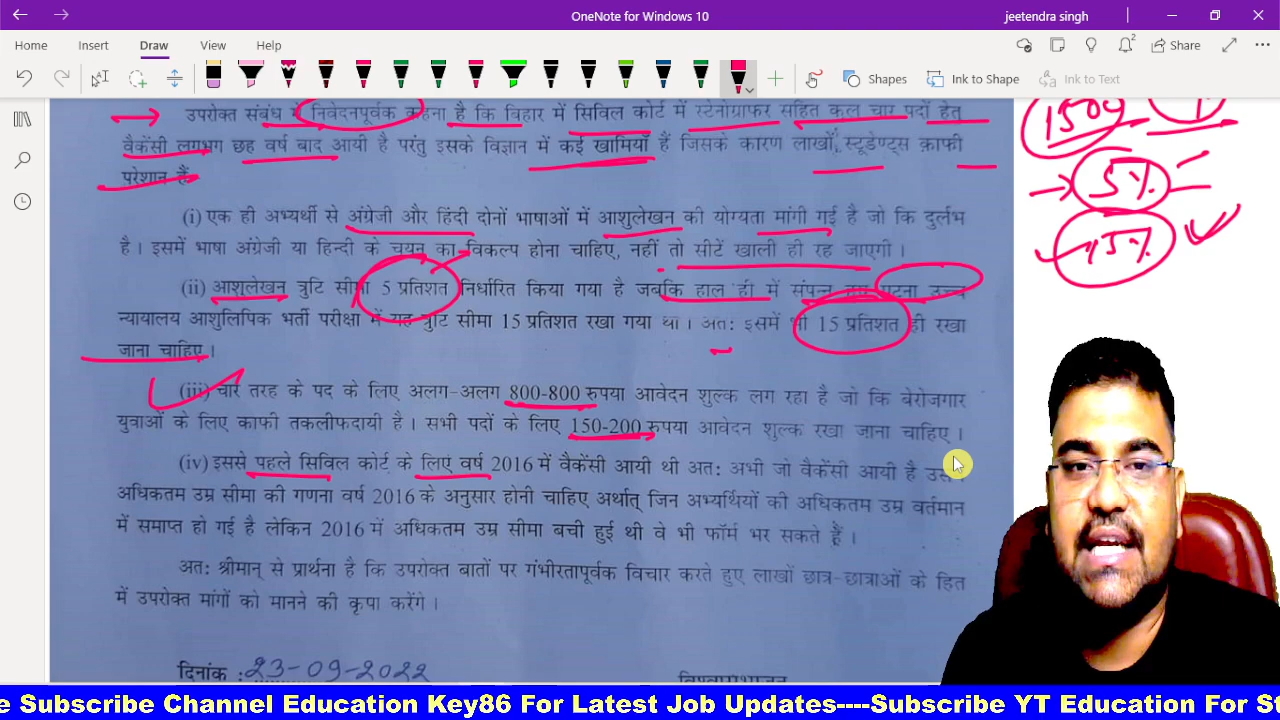 OneNote for Windows 10
jeetendra singh
Home Insert Draw View Help
Share
Shapes Ink to Shape Ink to Text
उपरोक्त संबंध में निवेदनपूर्वक कहना है कि बिहार में सिविल कोर्ट में स्टेनोग्राफर सहित कुल चार पदों हेतु
वैकेंसी लगभग छह वर्ष बाद आयी है परंतु इसके विज्ञान में कई खामियाँ हैं जिसके कारण लाखों स्टूडेण्ट्स क़ाफी
परेशान हैं
(i) एक ही अभ्यर्थी से अंग्रेजी और हिंदी दोनों भाषाओं में आशुलेखन की योग्यता मांगी गई है जो कि दुर्लभ
है। इसमें भाषा अंग्रेजी या हिन्दी के चयन का विकल्प होना चाहिए, नहीं तो सीटें खाली ही रह जाएगी ।
(ii) आशुलेखन त्रुटि सीमा 5 प्रतिशत निर्धारित किया गया है जबकि हाल ही में संपन्न हुए पटना उच्च
न्यायालय आशुलिपिक भर्ती परीक्षा में यह त्रुटि सीमा 15 प्रतिशत रखा गया था । अतः इसमें भी 15 प्रतिशत ही रखा
जाना चाहिए ।
(iii) चार तरह के पद के लिए अलग-अलग 800-800 रुपया आवेदन शुल्क लग रहा है जो कि बेरोजगार
युवाओं के लिए काफी तकलीफदायी है । सभी पदों के लिए 150-200 रुपया आवेदन शुल्क रखा जाना चाहिए ।
(iv) इससे पहले सिविल कोर्ट के लिए वर्ष 2016 में वैकेंसी आयी थी अतः अभी जो वैकेंसी आयी है
अधिकतम उम्र सीमा की गणना वर्ष 2016 के अनुसार होनी चाहिए अर्थात् जिन अभ्यर्थियों की अधिकतम उम्र वर्तमान
में समाप्त हो गई है लेकिन 2016 में अधिकतम उम्र सीमा बची हुई थी वे भी फॉर्म भर सकते हैं ।
अतः श्रीमान् से प्रार्थना है कि उपरोक्त बातों पर गंभीरतापूर्वक विचार करते हुए लाखों छात्र-छात्राओं के हित
में उपरोक्त मांगों को मानने की कृपा करेंगे ।
दिनांक : 23-09-2022
5%
15%
e Subscribe Channel Education Key86 For Latest Job Updates----Subscribe YT Education For Su